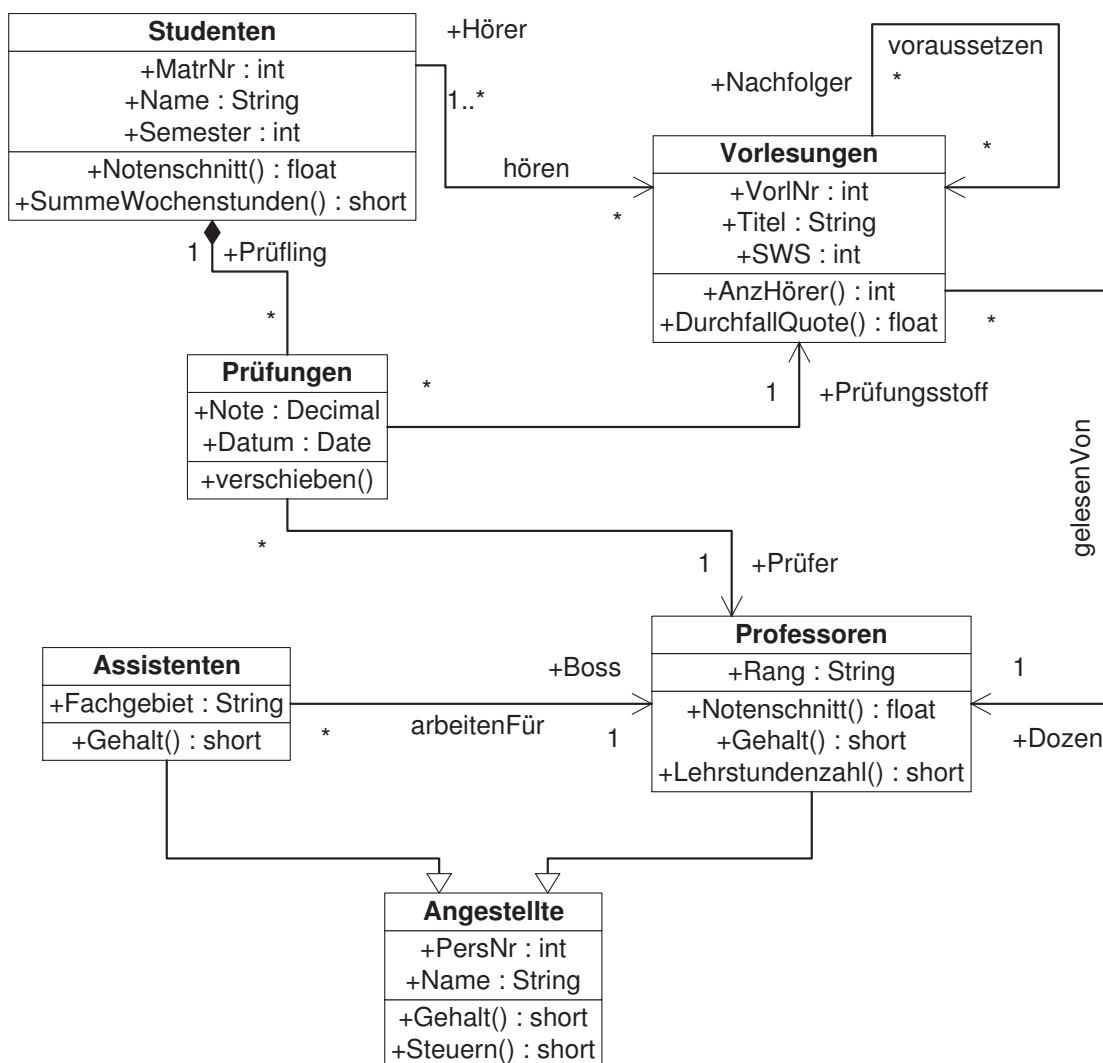 Studenten
+MatrNr : int
+Name : String
+Semester : int
+Notenschnitt() : float
+SummeWochenstunden() : short
+Hörer
1..*
hören
*
voraussetzen
+Nachfolger
*
*
Vorlesungen
+VorlNr : int
+Titel : String
+SWS : int
+AnzHörer() : int
+DurchfallQuote() : float
*
1
+Prüfling
*
Prüfungen
+Note : Decimal
+Datum : Date
+verschieben()
*
1
+Prüfungsstoff
gelesenVon
*
1
+Prüfer
Professoren
+Rang : String
+Notenschnitt() : float
+Gehalt() : short
+Lehrstundenzahl() : short
1
+Dozen
Assistenten
+Fachgebiet : String
+Gehalt() : short
+Boss
*
arbeitenFür
1
Angestellte
+PersNr : int
+Name : String
+Gehalt() : short
+Steuern() : short